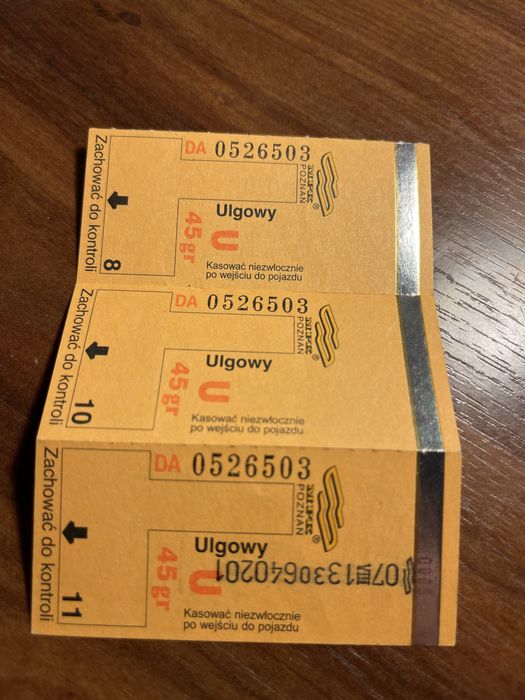 Zachować do kontroli
8
DA 0526503
MPK
POZNAŃ
®
Ulgowy
U
45 gr
Kasować niezwłocznie
po wejściu do pojazdu
Zachować do kontroli
10
DA 0526503
MPK
POZNAŃ
®
Ulgowy
U
45 gr
Kasować niezwłocznie
po wejściu do pojazdu
Zachować do kontroli
11
DA 0526503
MPK
POZNAŃ
Ulgowy
U
45 gr
07VIII1330640201
Kasować niezwłocznie
po wejściu do pojazdu